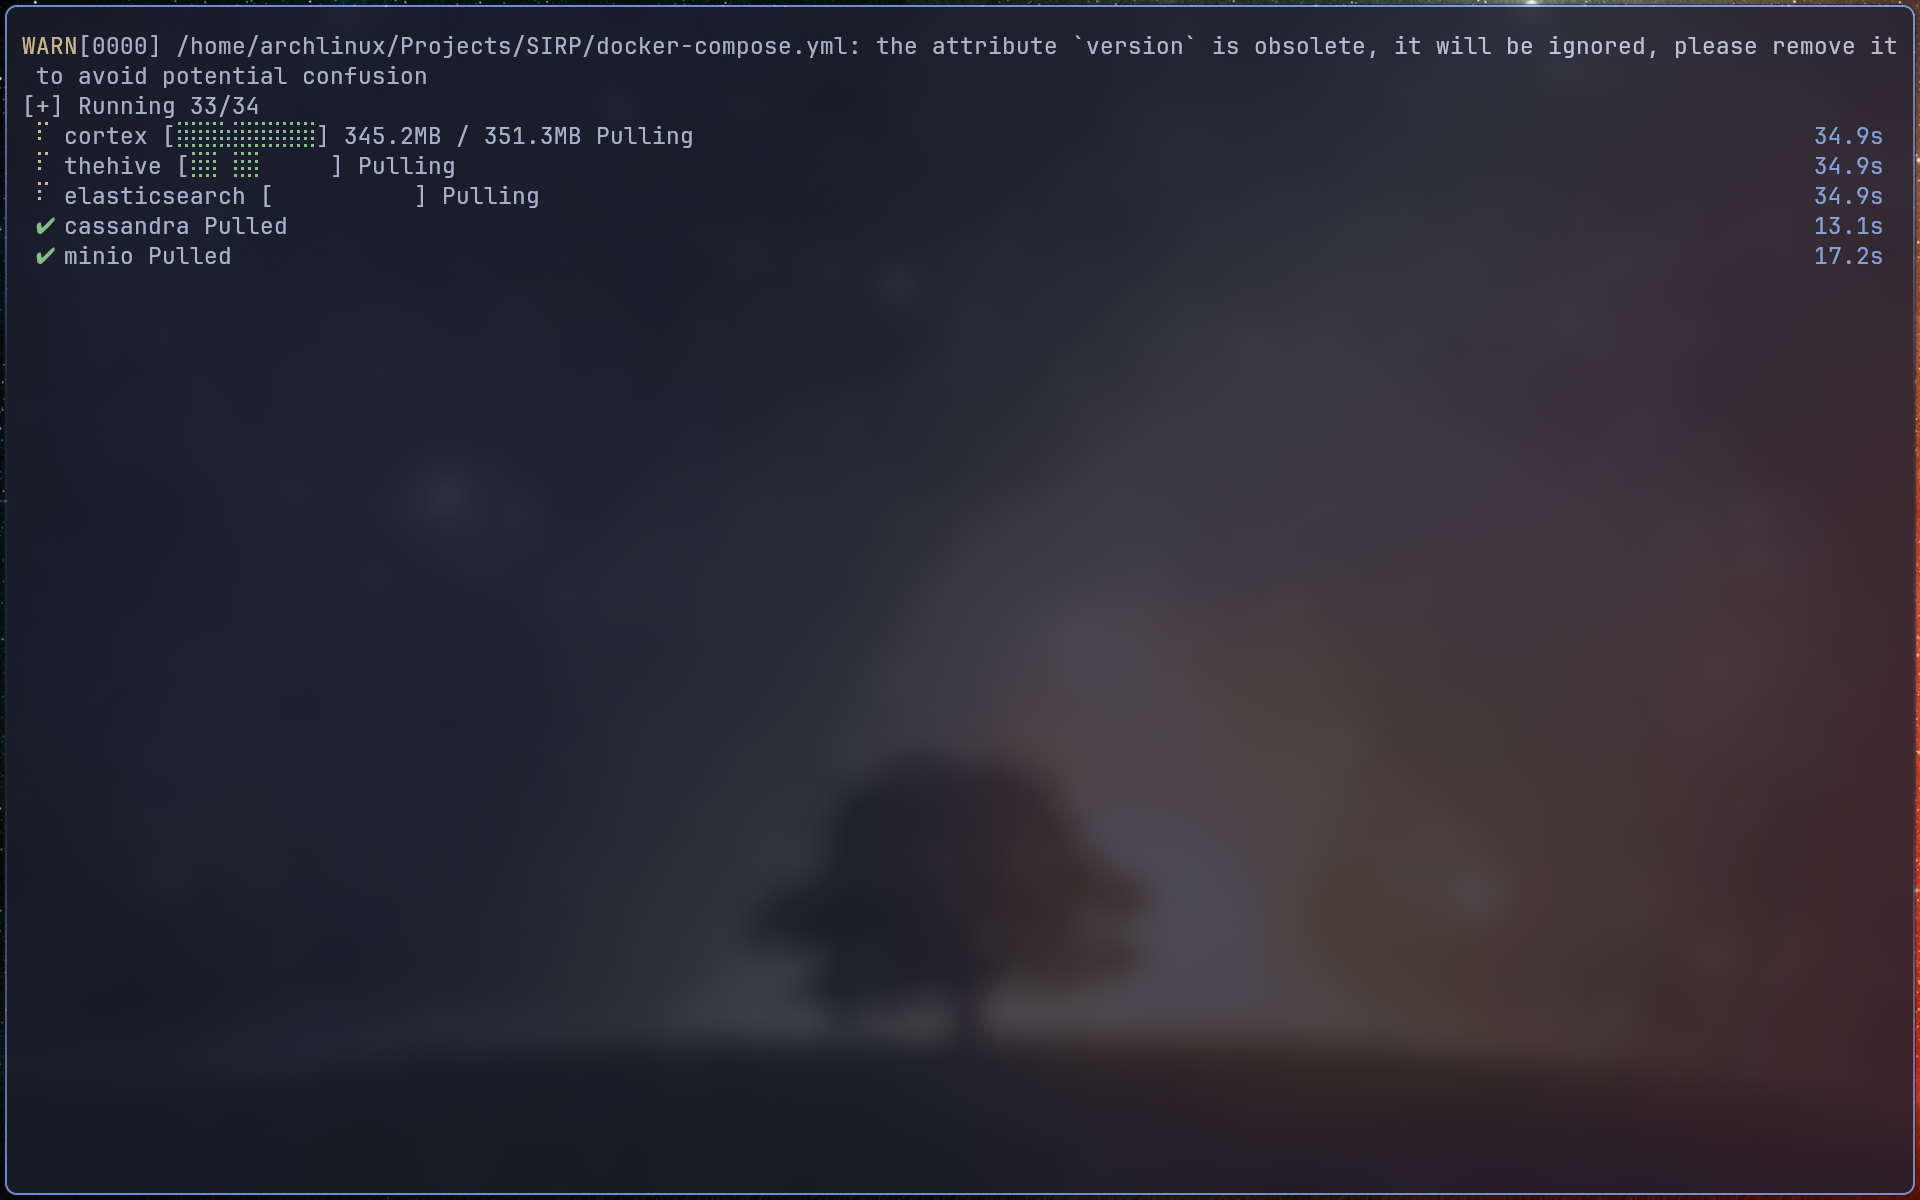 WARN[0000] /home/archlinux/Projects/SIRP/docker-compose.yml: the attribute `version` is obsolete, it will be ignored, please remove it
 to avoid potential confusion
[+] Running 33/34
 ⠋ cortex [⣿⣿⣿⣿⣿⣿⣿⣿⣿⣿] 345.2MB / 351.3MB Pulling 34.9s
 ⠋ thehive [⣿⣿ ⣿⣿     ] Pulling 34.9s
 ⠋ elasticsearch [          ] Pulling 34.9s
 ✔ cassandra Pulled 13.1s
 ✔ minio Pulled 17.2s